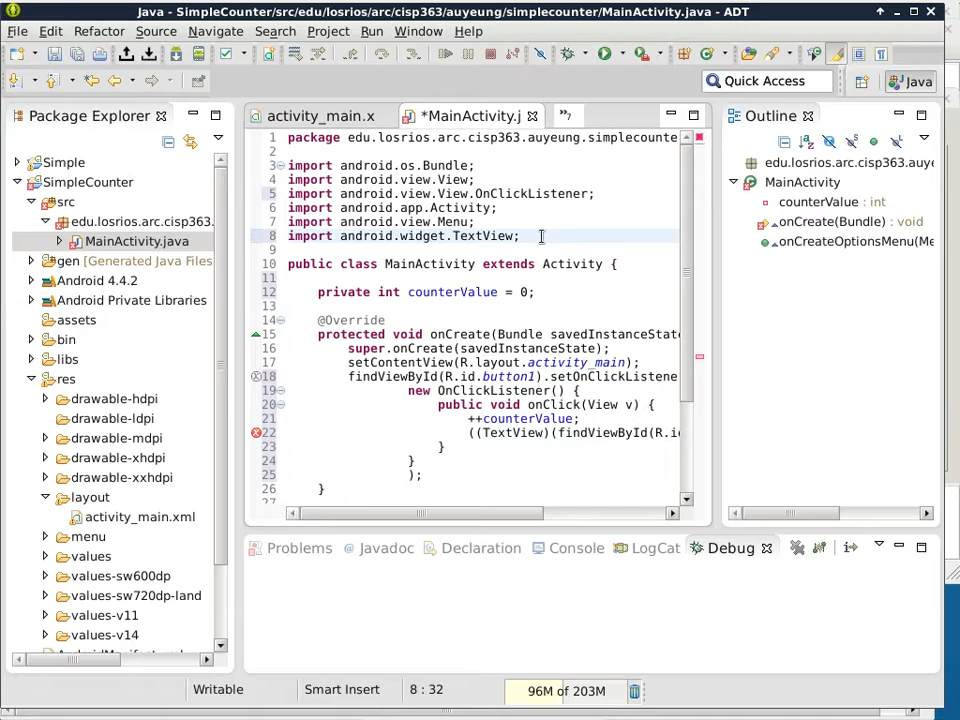 Java - SimpleCounter/src/edu/losrios/arc/cisp363/auyeung/simplecounter/MainActivity.java - ADT
File Edit Refactor Source Navigate Search Project Run Window Help
Quick Access
Java
Package Explorer
Simple
SimpleCounter
src
edu.losrios.arc.cisp363.
MainActivity.java
gen [Generated Java Files
Android 4.4.2
Android Private Libraries
assets
bin
libs
res
drawable-hdpi
drawable-ldpi
drawable-mdpi
drawable-xhdpi
drawable-xxhdpi
layout
activity_main.xml
menu
values
values-sw600dp
values-sw720dp-land
values-v11
values-v14
activity_main.x *MainActivity.j »7
1 package edu.losrios.arc.cisp363.auyeung.simplecounte
2
3 import android.os.Bundle;
4 import android.view.View;
5 import android.view.View.OnClickListener;
6 import android.app.Activity;
7 import android.view.Menu;
8 import android.widget.TextView;
9
10 public class MainActivity extends Activity {
11
12 private int counterValue = 0;
13
14 @Override
15 protected void onCreate(Bundle savedInstanceState
16 super.onCreate(savedInstanceState);
17 setContentView(R.layout.activity_main);
18 findViewById(R.id.button1).setOnClickListene
19 new OnClickListener() {
20 public void onClick(View v) {
21 ++counterValue;
22 ((TextView)(findViewById(R.id
23 }
24 }
25 );
26 }
27
Outline
edu.losrios.arc.cisp363.auye
MainActivity
counterValue : int
onCreate(Bundle) : void
onCreateOptionsMenu(Me
Problems @ Javadoc Declaration Console LogCat Debug
Writable Smart Insert 8 : 32 96M of 203M